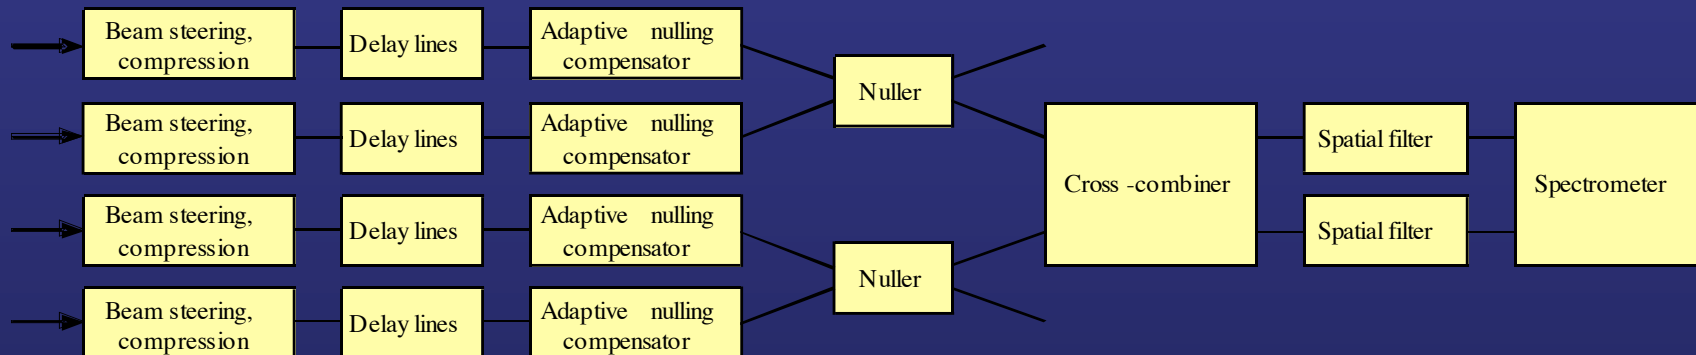 Beam steering,
compression
Delay lines
Adaptive nulling
compensator
Beam steering,
compression
Delay lines
Adaptive nulling
compensator
Beam steering,
compression
Delay lines
Adaptive nulling
compensator
Beam steering,
compression
Delay lines
Adaptive nulling
compensator
Nuller
Nuller
Cross -combiner
Spatial filter
Spatial filter
Spectrometer